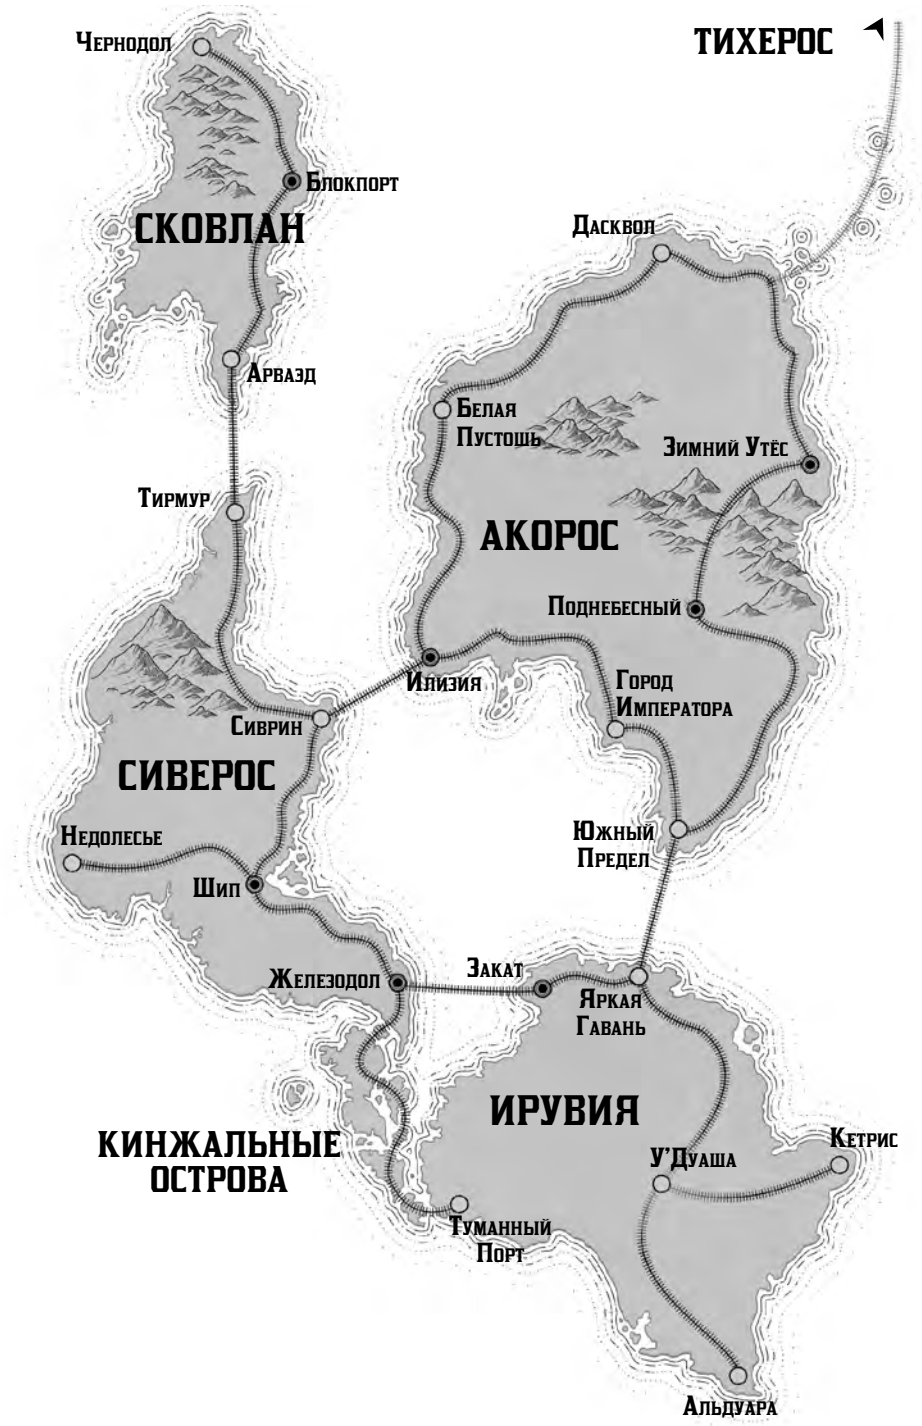 ТИХЕРОС
Чернодол
Блокпорт
СКОВЛАН
Дасквол
Арвазд
Белая
Пустошь
Зимний Утёс
Тирмур
АКОРОС
Поднебесный
Илизия
Город
Императора
Сиврин
СИВЕРОС
Недолесье
Южный
Предел
Шип
Железодол
Закат
Яркая
Гавань
ИРУВИЯ
КИНЖАЛЬНЫЕ
ОСТРОВА
Кетрис
У'Дуаша
Туманный
Порт
Альдуара